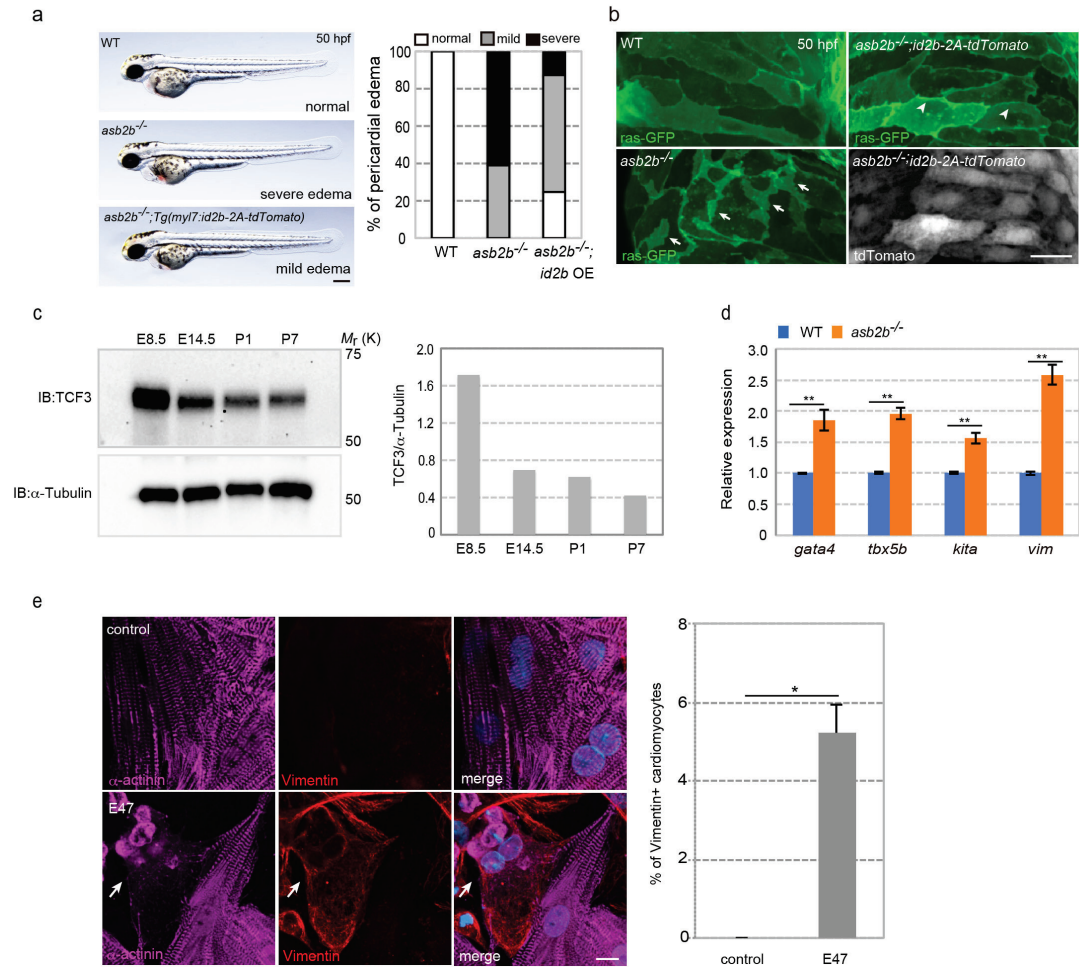 a
WT
50 hpf
normal
asb2b-/-
severe edema
asb2b-/-;Tg(myl7:id2b-2A-tdTomato)
mild edema
normal mild severe
% of pericardial edema
100
80
60
40
20
0
WT
asb2b-/-
asb2b-/-;
id2b OE
b
WT
50 hpf
ras-GFP
asb2b-/-;id2b-2A-tdTomato
ras-GFP
asb2b-/-
ras-GFP
asb2b-/-;id2b-2A-tdTomato
tdTomato
c
E8.5 E14.5 P1 P7 Mr (K)
75
IB:TCF3
50
IB:α-Tubulin
50
TCF3/α-Tubulin
2.0
1.6
1.2
0.8
0.4
0
E8.5 E14.5 P1 P7
d
WT asb2b-/-
Relative expression
3.0
2.5
2.0
1.5
1.0
0.5
0
**
**
**
**
gata4 tbx5b kita vim
e
control
α-actinin
Vimentin
merge
E47
α-actinin
Vimentin
merge
% of Vimentin+ cardiomyocytes
8
6
4
2
0
*
control E47